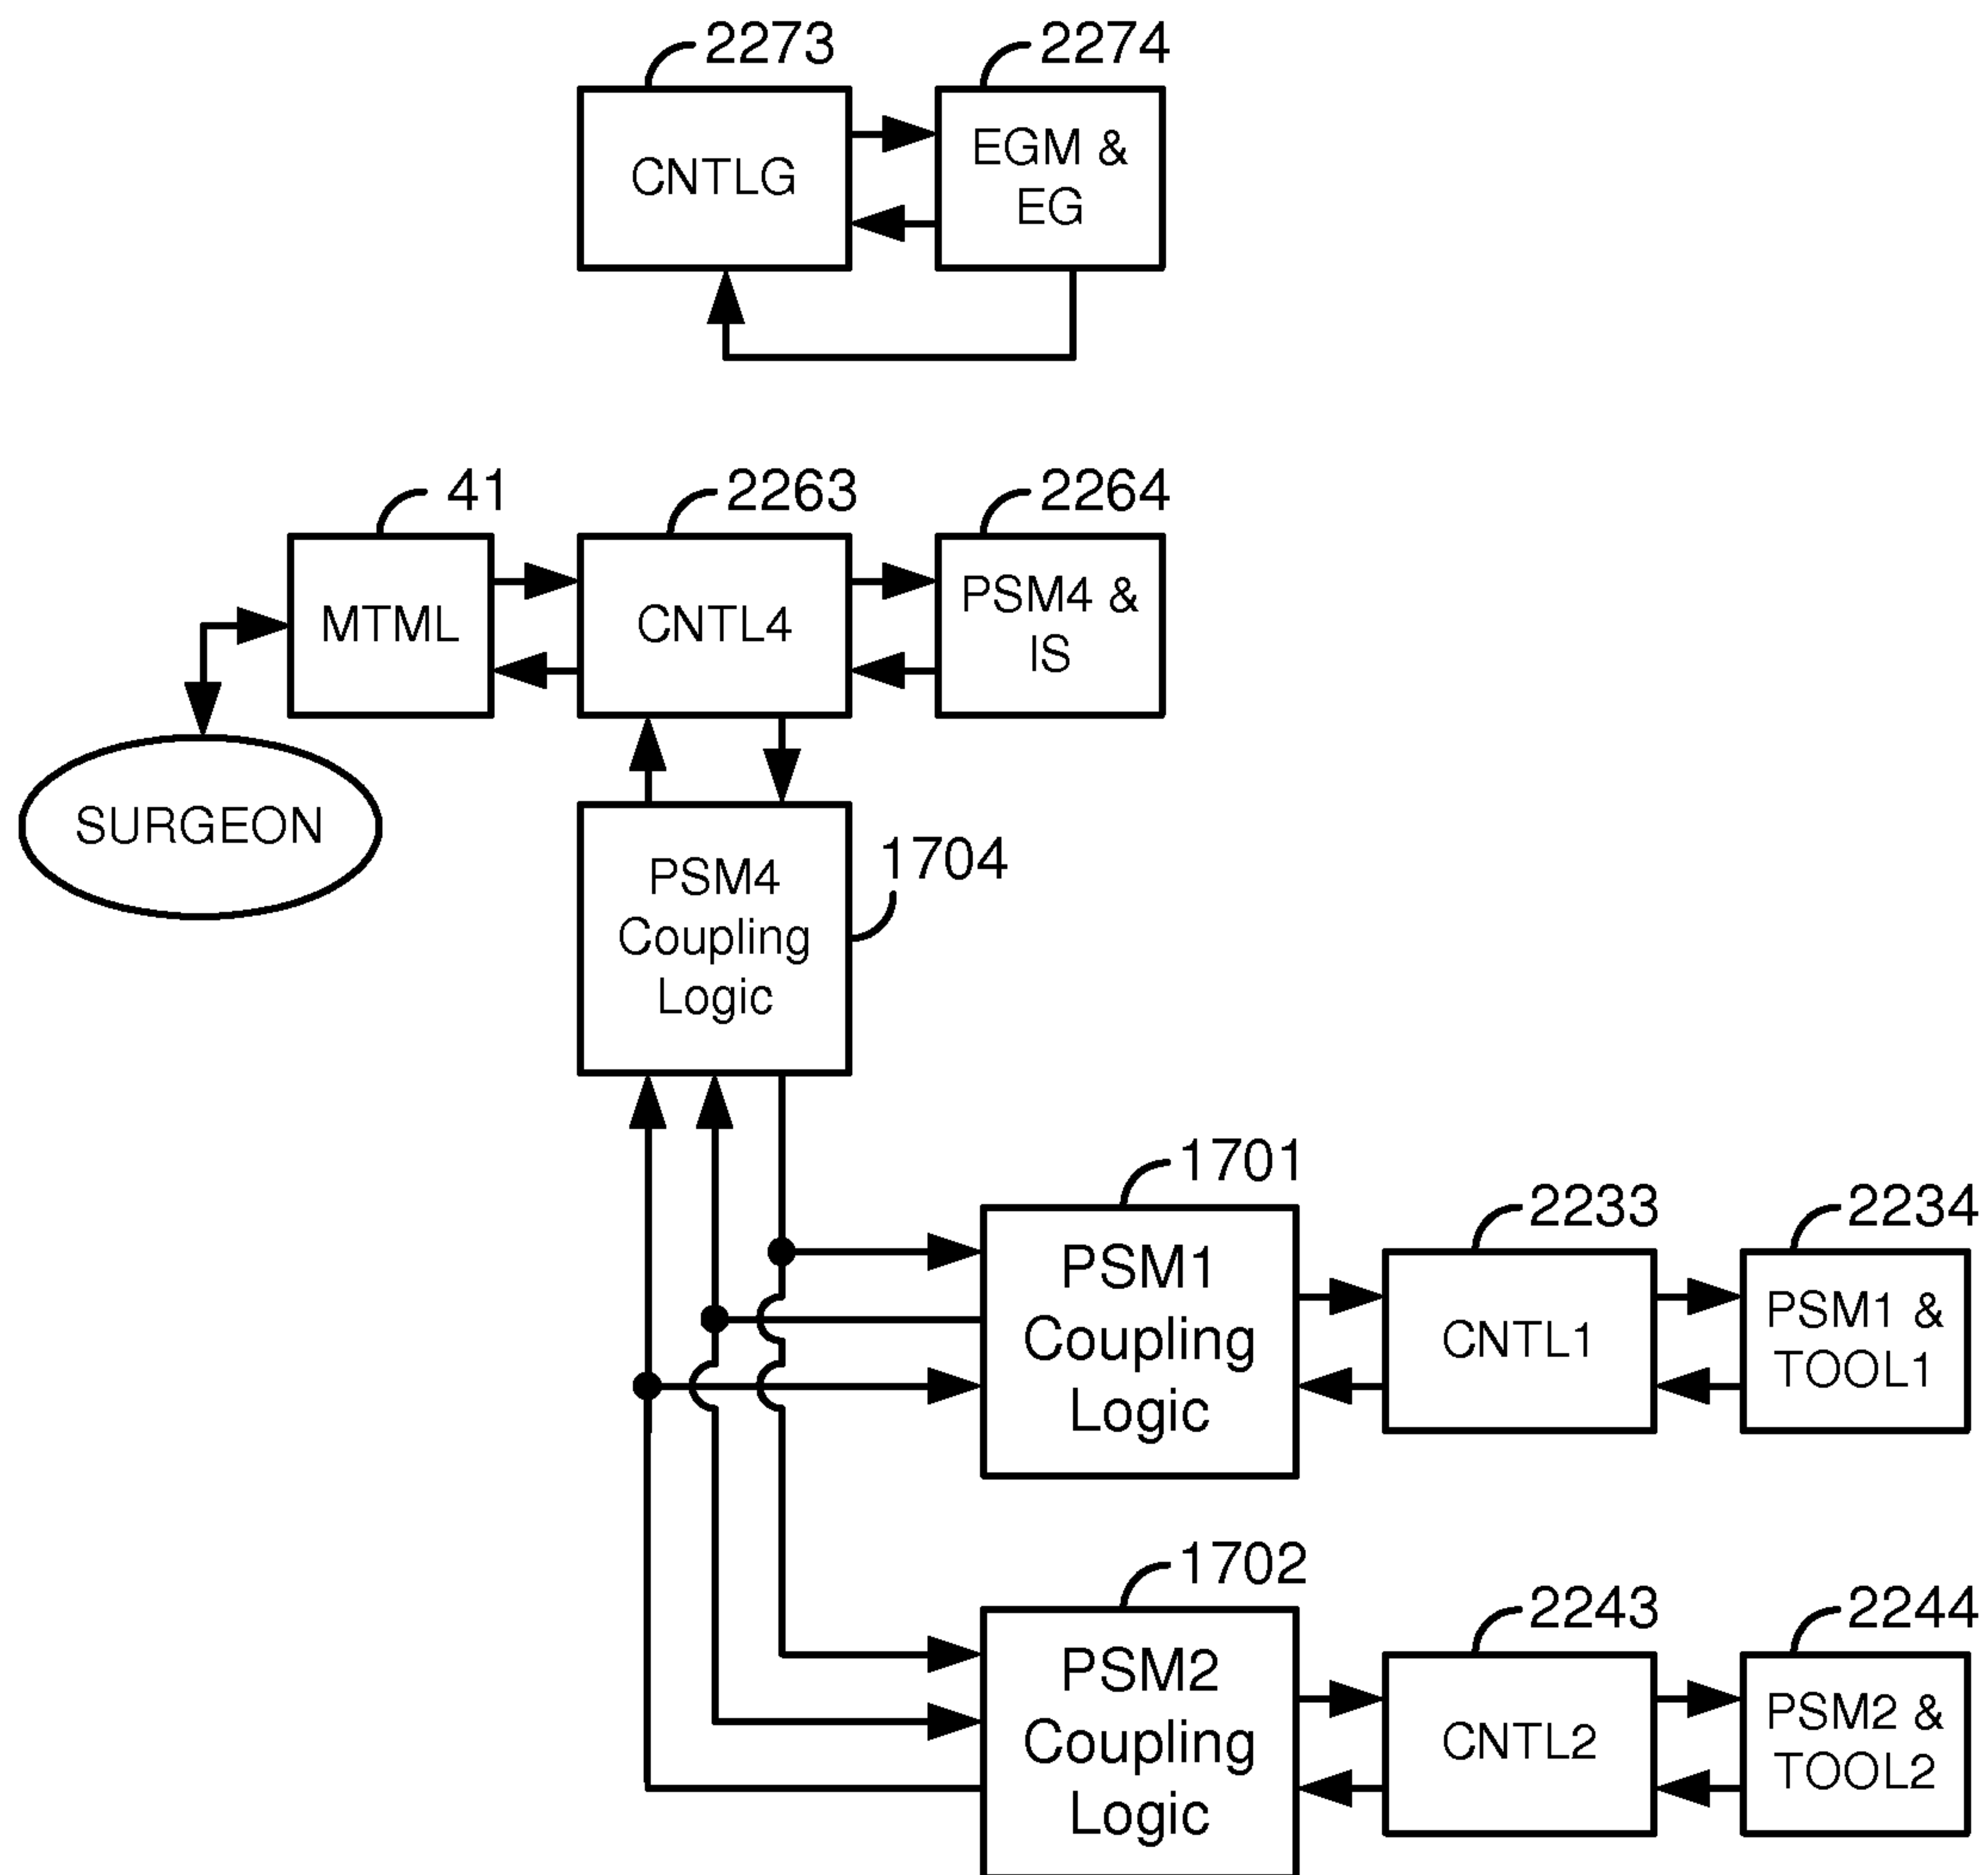 2273
2274
CNTLG
EGM &
EG
41
2263
2264
MTML
CNTL4
PSM4 &
IS
SURGEON
PSM4
Coupling
Logic
1704
1701
2233
2234
PSM1
Coupling
Logic
CNTL1
PSM1 &
TOOL1
1702
2243
2244
PSM2
Coupling
Logic
CNTL2
PSM2 &
TOOL2